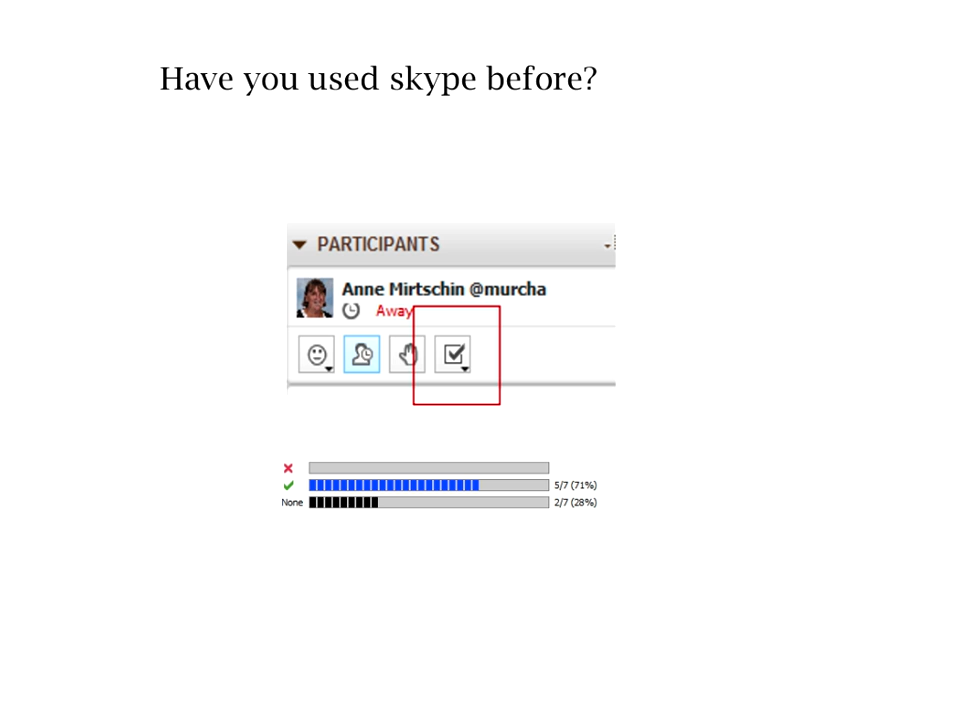 Have you used skype before?
PARTICIPANTS
Anne Mirtschin @murcha
Away
5/7 (71%)
None 2/7 (28%)